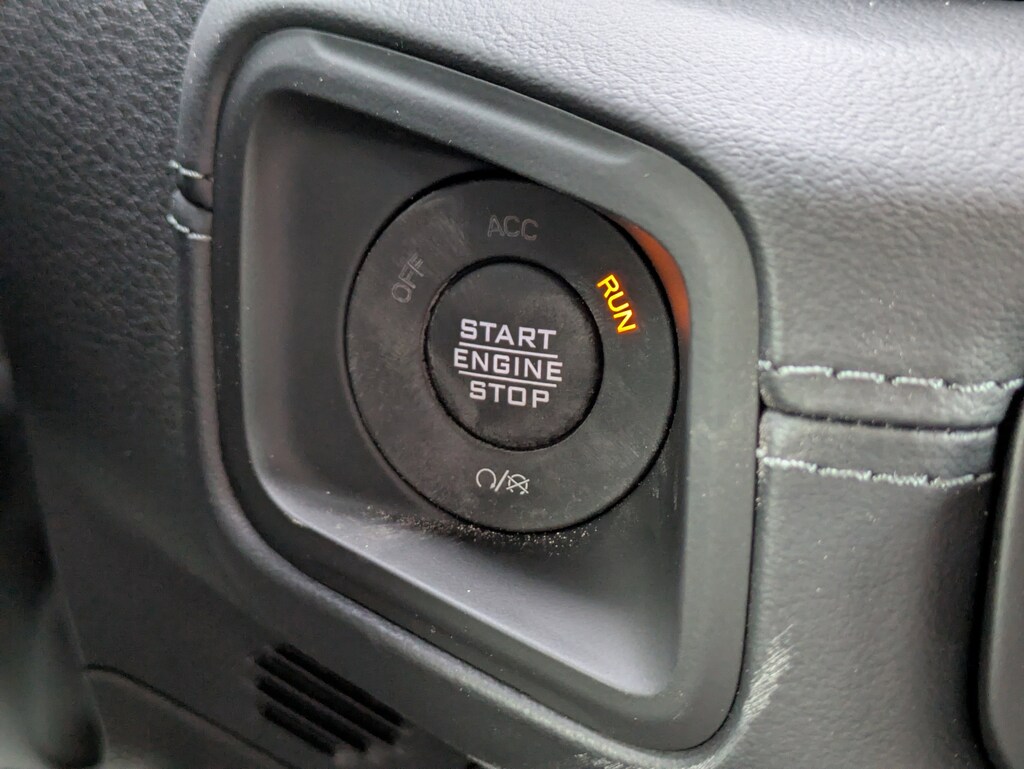 ACC
OFF
RUN
START
ENGINE
STOP